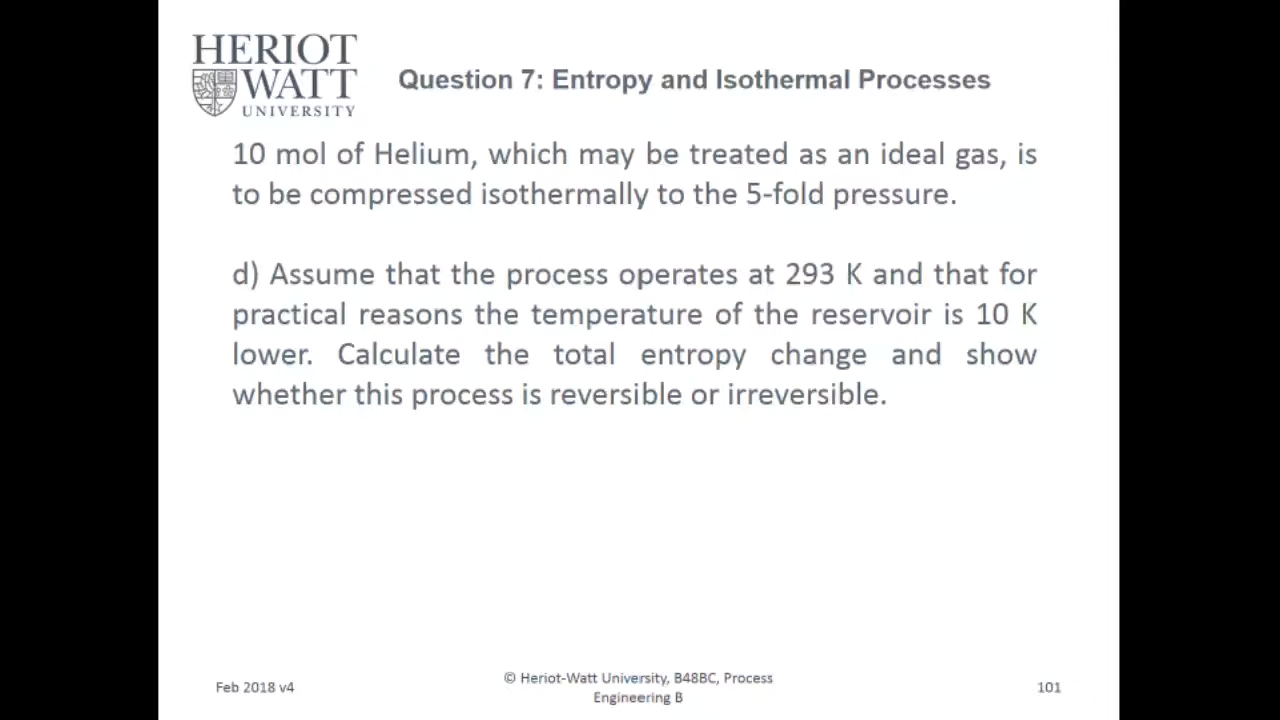 HERIOT
WATT
UNIVERSITY
Question 7: Entropy and Isothermal Processes
10 mol of Helium, which may be treated as an ideal gas, is
to be compressed isothermally to the 5-fold pressure.
d) Assume that the process operates at 293 K and that for
practical reasons the temperature of the reservoir is 10 K
lower. Calculate the total entropy change and show
whether this process is reversible or irreversible.
Feb 2018 v4
© Heriot-Watt University, B48BC, Process
Engineering B
101